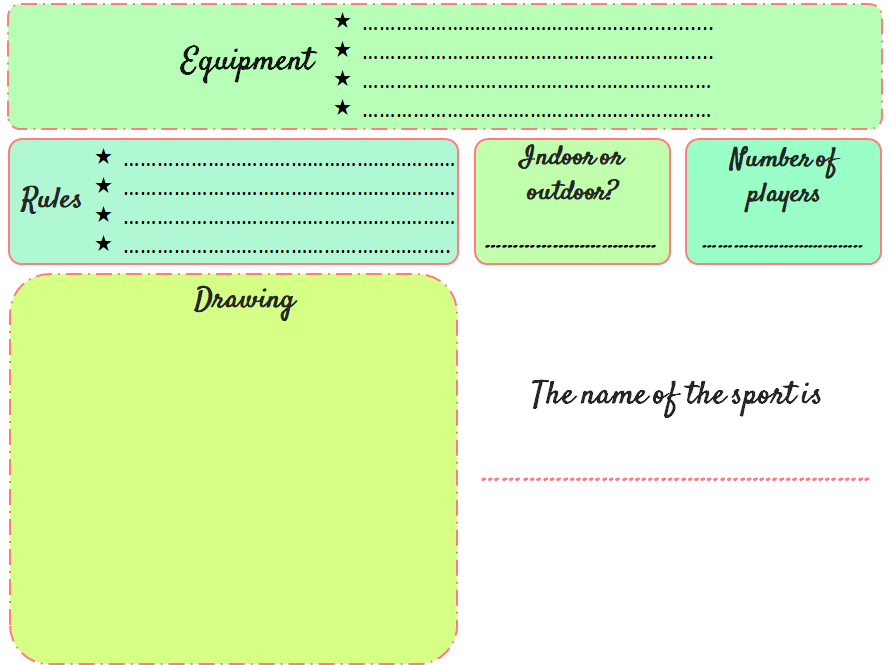 Equipment
★ ..............................................................
★ ..............................................................
★ ..............................................................
★ ..............................................................
Rules
★ ...........................................................
★ ...........................................................
★ ...........................................................
★ ...........................................................
Indoor or
outdoor?
..............................
Number of
players
..............................
Drawing
The name of the sport is
..............................................................